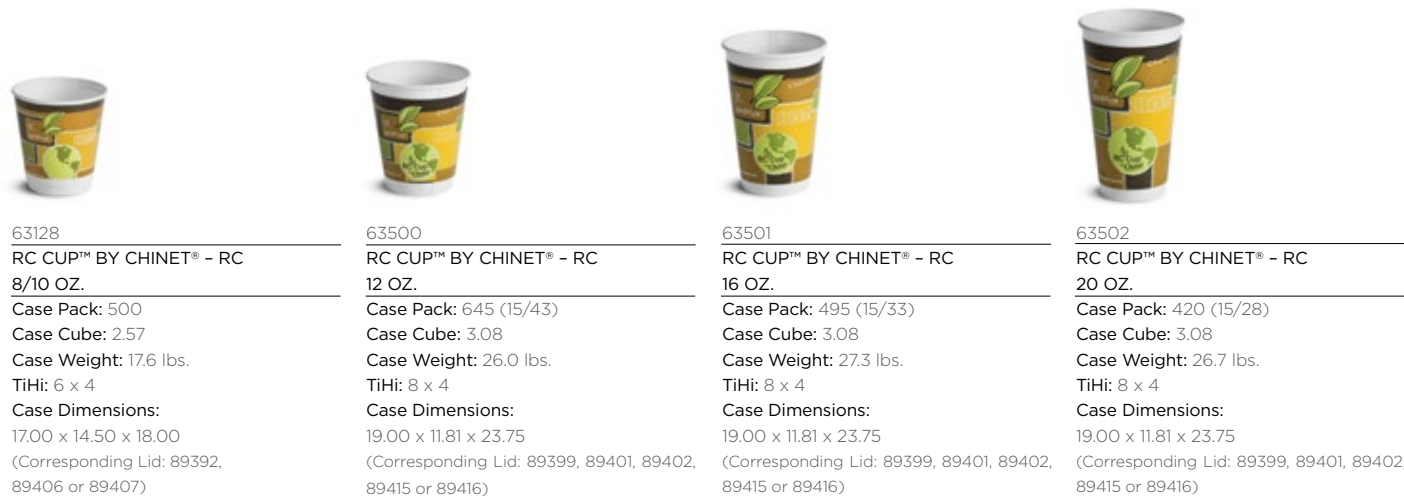 63128
RC CUP™ BY CHINET® – RC
8/10 OZ.
Case Pack: 500
Case Cube: 2.57
Case Weight: 17.6 lbs.
TiHi: 6 x 4
Case Dimensions:
17.00 x 14.50 x 18.00
(Corresponding Lid: 89392,
89406 or 89407)
63500
RC CUP™ BY CHINET® – RC
12 OZ.
Case Pack: 645 (15/43)
Case Cube: 3.08
Case Weight: 26.0 lbs.
TiHi: 8 x 4
Case Dimensions:
19.00 x 11.81 x 23.75
(Corresponding Lid: 89399, 89401, 89402,
89415 or 89416)
63501
RC CUP™ BY CHINET® – RC
16 OZ.
Case Pack: 495 (15/33)
Case Cube: 3.08
Case Weight: 27.3 lbs.
TiHi: 8 x 4
Case Dimensions:
19.00 x 11.81 x 23.75
(Corresponding Lid: 89399, 89401, 89402,
89415 or 89416)
63502
RC CUP™ BY CHINET® – RC
20 OZ.
Case Pack: 420 (15/28)
Case Cube: 3.08
Case Weight: 26.7 lbs.
TiHi: 8 x 4
Case Dimensions:
19.00 x 11.81 x 23.75
(Corresponding Lid: 89399, 89401, 89402,
89415 or 89416)